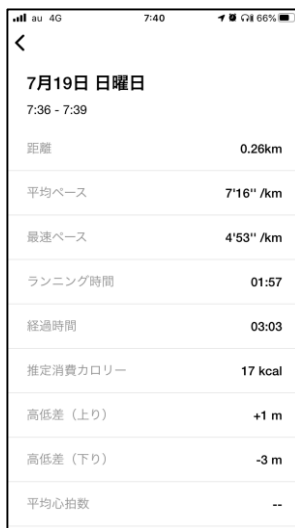 au 4G 7:40 66%
7月19日 日曜日
7:36 - 7:39
距離 0.26km
平均ペース 7'16'' /km
最速ペース 4'53'' /km
ランニング時間 01:57
経過時間 03:03
推定消費カロリー 17 kcal
高低差（上り） +1 m
高低差（下り） -3 m
平均心拍数 --